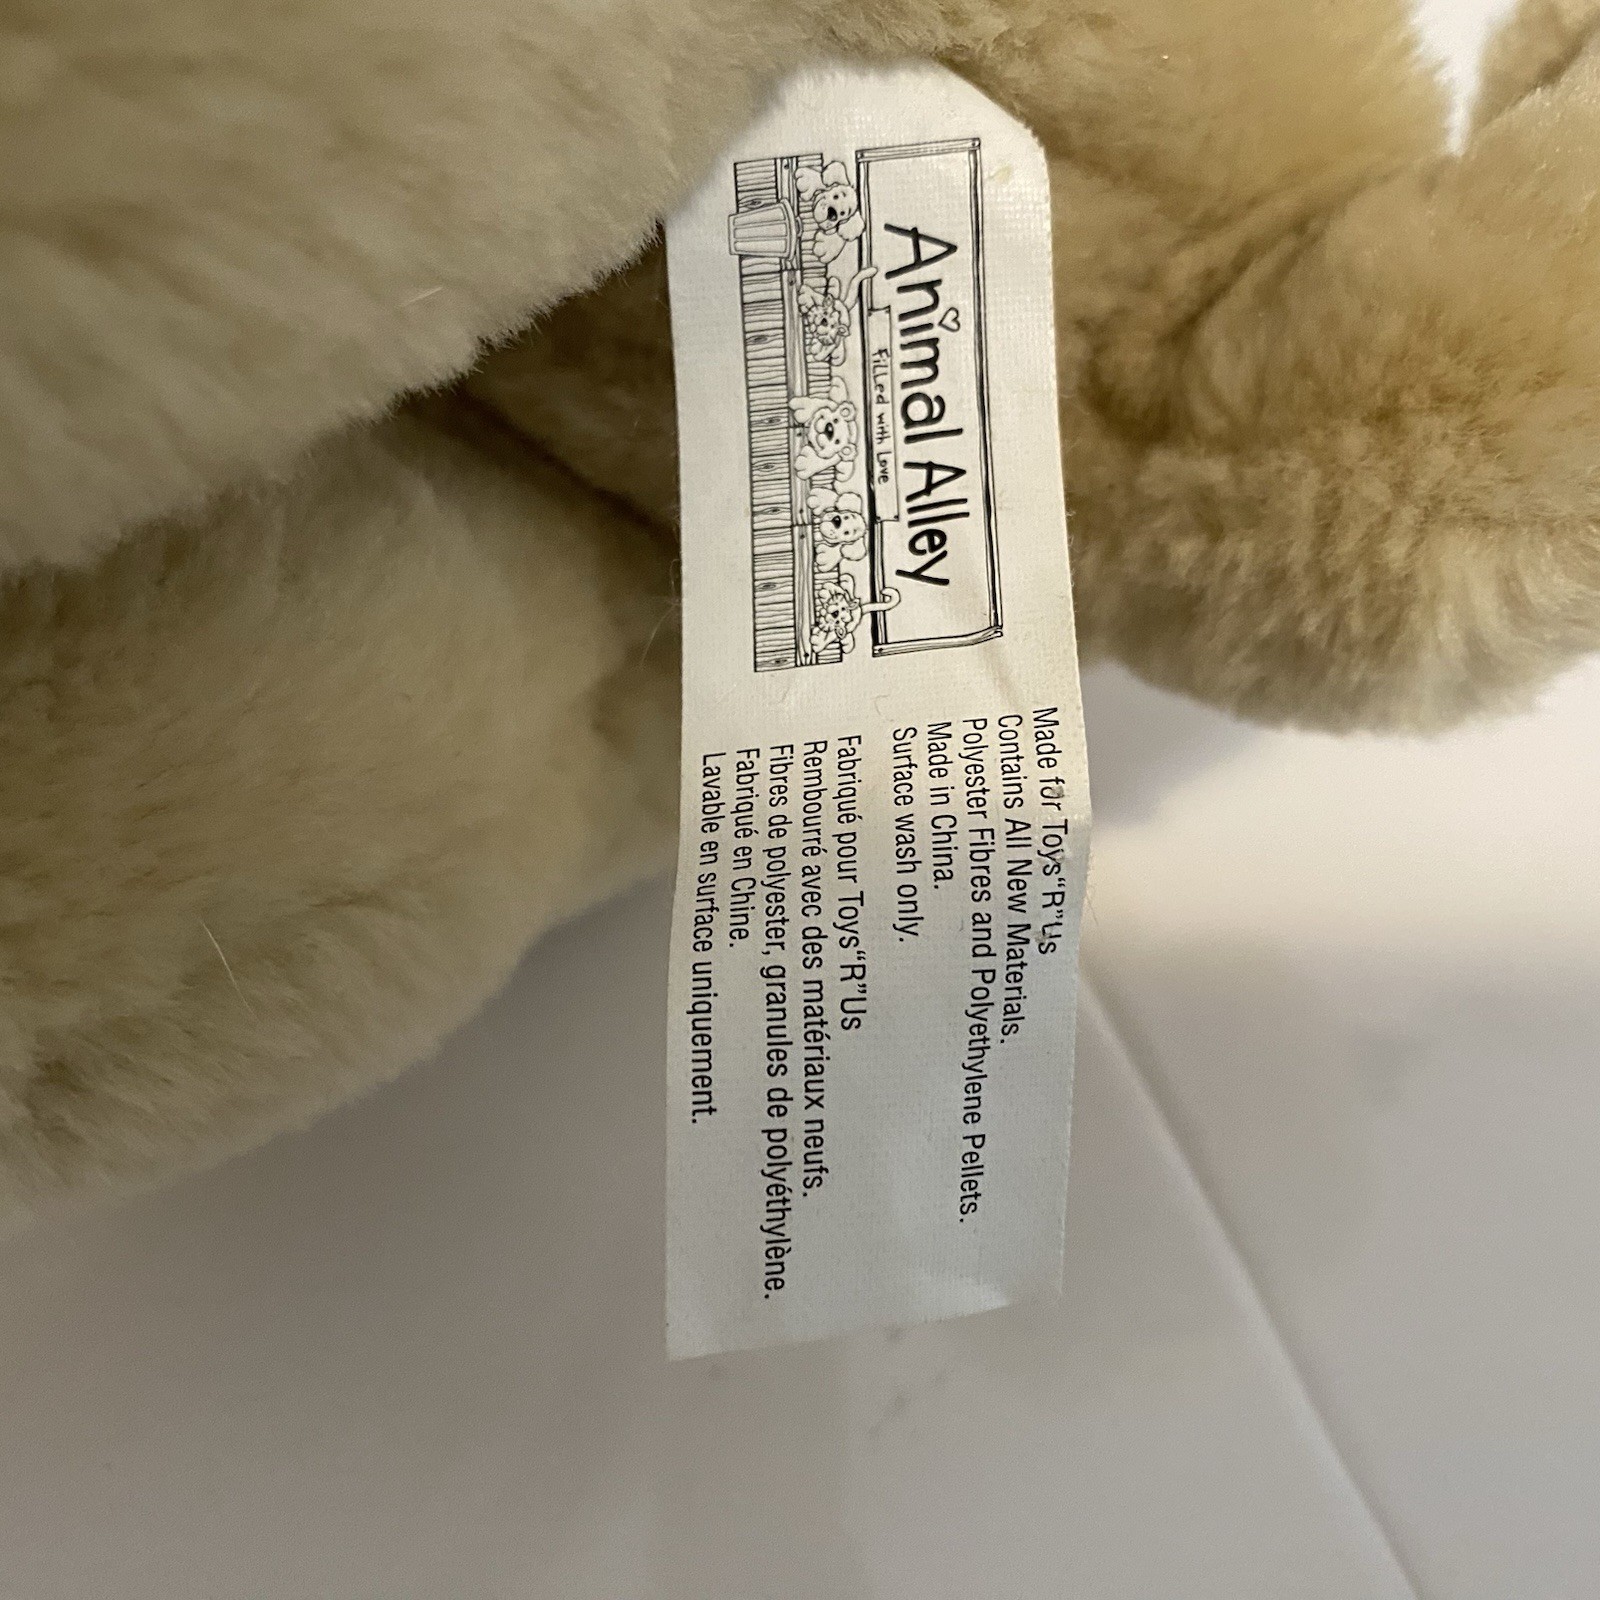 Animal Alley
Filled with Love
Made for Toys“R”Us
Contains All New Materials.
Polyester Fibres and Polyethylene Pellets.
Made in China.
Surface wash only.
Fabriqué pour Toys“R”Us
Rembourré avec des matériaux neufs.
Fibres de polyester, granules de polyéthylène.
Fabriqué en Chine.
Lavable en surface uniquement.